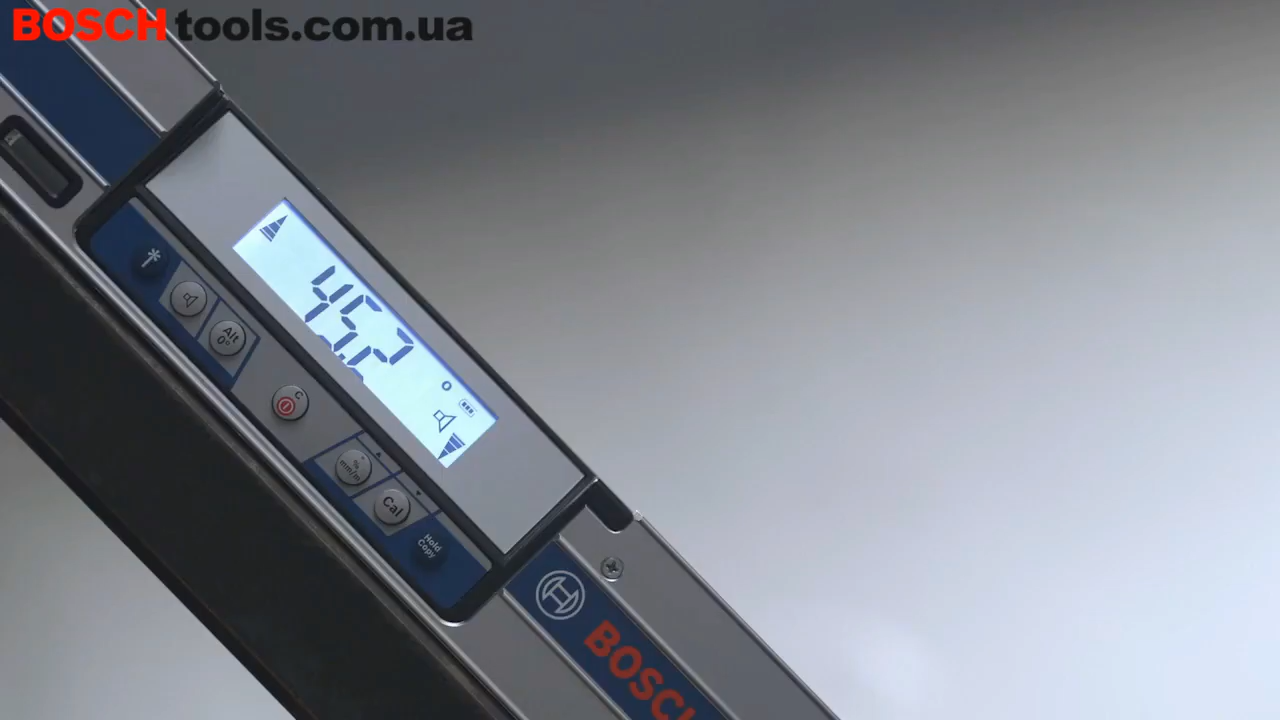 BOSCH tools.com.ua
45.2°
Alt
0°
C
°
%
mm/m
Cal
Hold
Copy
BOSCH